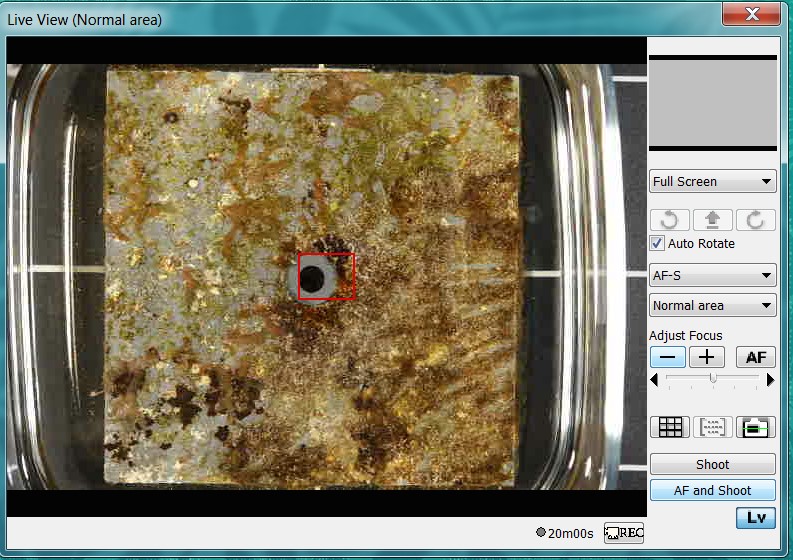 Live View (Normal area)
Full Screen
Auto Rotate
AF-S
Normal area
Adjust Focus
AF
Shoot
AF and Shoot
Lv
20m00s
REC